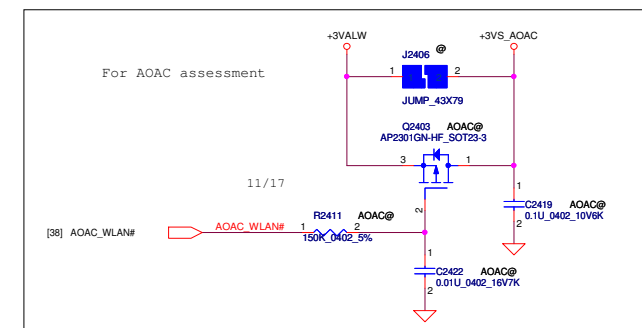 +3VALW
+3VS_AOAC
J2406
@
For AOAC assessment
1
2
2
JUMP_43X79
Q2403
AOAC@
AP2301GN-HF_SOT23-3
3
1
11/17
2
1
R2411
AOAC@
C2419
AOAC@
0.1U_0402_10V6K
[38]
AOAC_WLAN#
AOAC_WLAN#
1
2
2
150K_0402_5%
1
C2422
AOAC@
0.01U_0402_16V7K
2